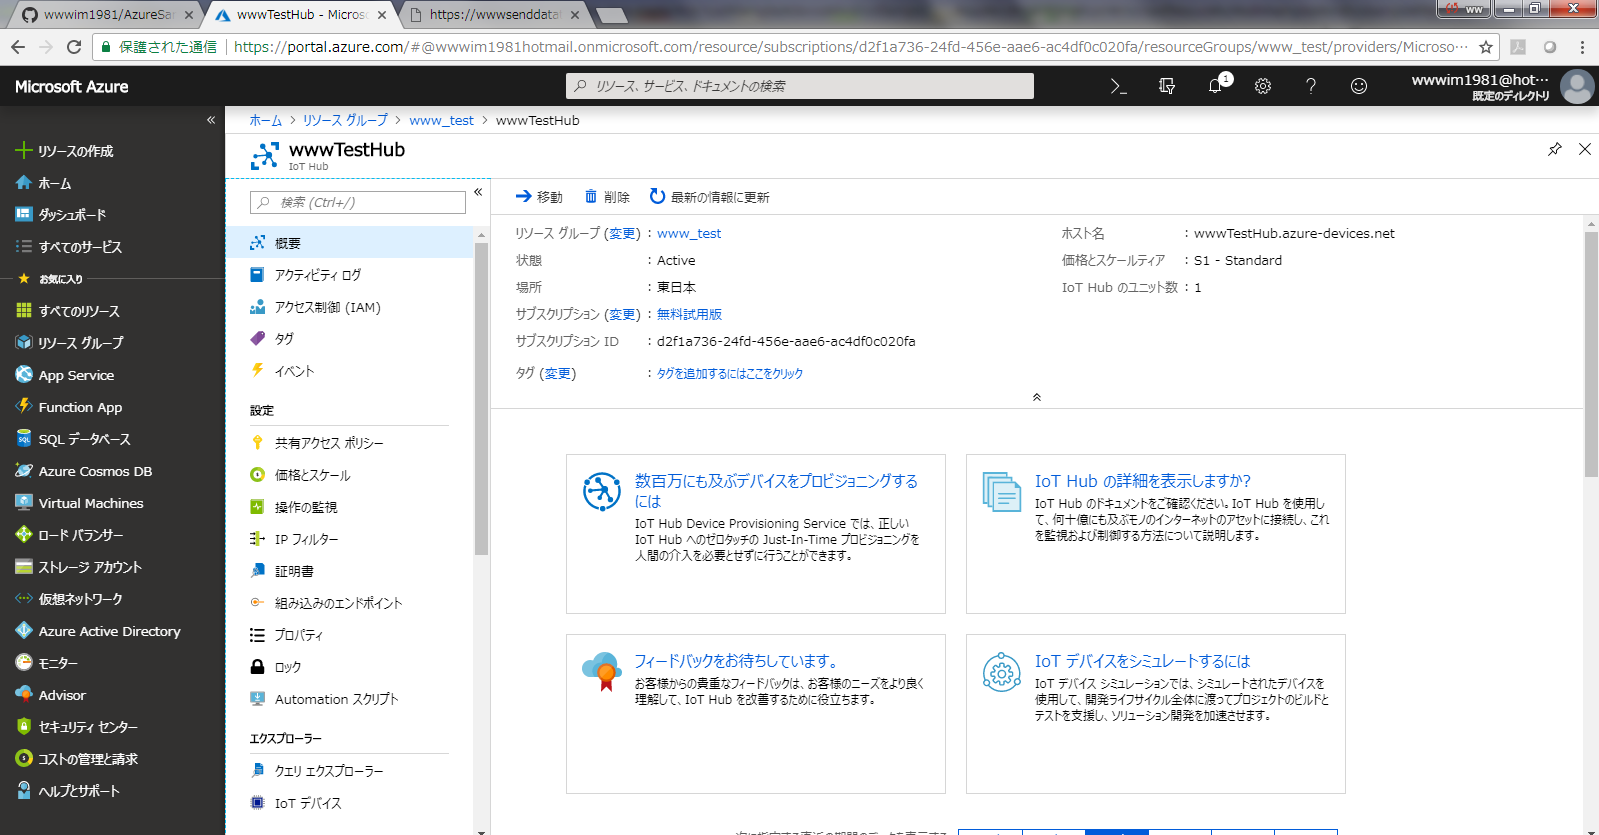 wwwim1981/AzureSar
wwwTestHub - Micros
https://wwwsenddatal
ww
保護された通信
https://portal.azure.com/#@wwwim1981hotmail.onmicrosoft.com/resource/subscriptions/d2f1a736-24fd-456e-aae6-ac4df0c020fa/resourceGroups/www_test/providers/Microso…
Microsoft Azure
リソース、サービス、ドキュメントの検索
1
wwwim1981@hot…
既定のディレクトリ
リソースの作成
ホーム
ダッシュボード
すべてのサービス
お気に入り
すべてのリソース
リソース グループ
App Service
Function App
SQL データベース
Azure Cosmos DB
Virtual Machines
ロード バランサー
ストレージ アカウント
仮想ネットワーク
Azure Active Directory
モニター
Advisor
セキュリティ センター
コストの管理と請求
ヘルプとサポート
ホーム > リソース グループ > www_test > wwwTestHub
wwwTestHub
IoT Hub
検索 (Ctrl+/)
概要
アクティビティ ログ
アクセス制御 (IAM)
タグ
イベント
設定
共有アクセス ポリシー
価格とスケール
操作の監視
IP フィルター
証明書
組み込みのエンドポイント
プロパティ
ロック
Automation スクリプト
エクスプローラー
クエリ エクスプローラー
IoT デバイス
移動 削除 最新の情報に更新
リソース グループ (変更) : www_test
状態 : Active
場所 : 東日本
サブスクリプション (変更) : 無料試用版
サブスクリプション ID : d2f1a736-24fd-456e-aae6-ac4df0c020fa
タグ (変更) : タグを追加するにはここをクリック
ホスト名 : wwwTestHub.azure-devices.net
価格とスケールティア : S1 - Standard
IoT Hub のユニット数 : 1
数百万にも及ぶデバイスをプロビジョニングする
には
IoT Hub Device Provisioning Service では、正しい
IoT Hub へのゼロタッチの Just-In-Time プロビジョニングを
人間の介入を必要とせずに行うことができます。
IoT Hub の詳細を表示しますか?
IoT Hub のドキュメントをご確認ください。IoT Hub を使用し
て、何十億にも及ぶモノのインターネットのアセットに接続し、これ
を監視および制御する方法について説明します。
フィードバックをお待ちしています。
お客様からの貴重なフィードバックは、お客様のニーズをより良く
理解して、IoT Hub を改善するために役立ちます。
IoT デバイスをシミュレートするには
IoT デバイス シミュレーションでは、シミュレートされたデバイスを
使用して、開発ライフサイクル全体に渡ってプロジェクトのビルドと
テストを支援し、ソリューション開発を加速させます。
次に指定する直近の期間のデータを表示する